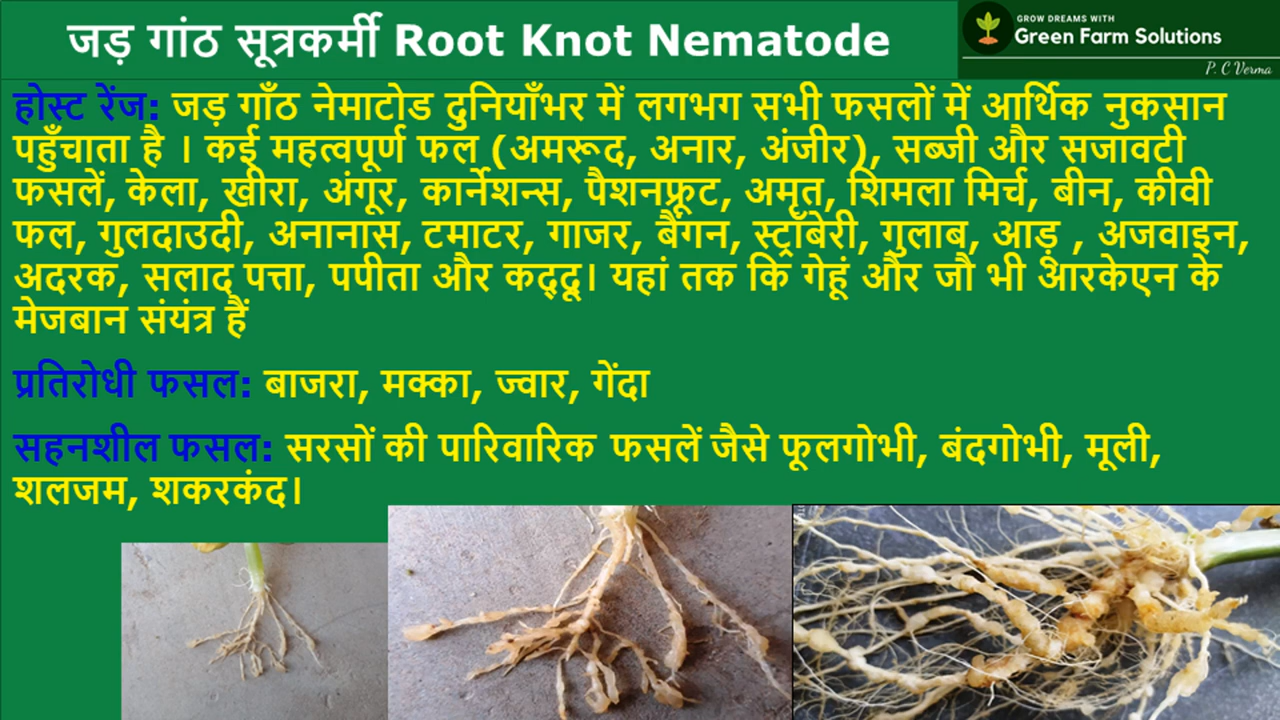 जड़ गांठ सूत्रकर्मी Root Knot Nematode
GROW DREAMS WITH
Green Farm Solutions
P. C Verma
होस्ट रेंज: जड़ गाँठ नेमाटोड दुनियाँभर में लगभग सभी फसलों में आर्थिक नुकसान
पहुँचाता है । कई महत्वपूर्ण फल (अमरूद, अनार, अंजीर), सब्जी और सजावटी
फसलें, केला, खीरा, अंगूर, कार्नेशन्स, पैशनफ्रूट, अमृत, शिमला मिर्च, बीन, कीवी
फल, गुलदाउदी, अनानास, टमाटर, गाजर, बैंगन, स्ट्रॉबेरी, गुलाब, आड़ू , अजवाइन,
अदरक, सलाद पत्ता, पपीता और कद्दू। यहां तक कि गेहूं और जौ भी आरकेएन के
मेजबान संयंत्र हैं
प्रतिरोधी फसल: बाजरा, मक्का, ज्वार, गेंदा
सहनशील फसल: सरसों की पारिवारिक फसलें जैसे फूलगोभी, बंदगोभी, मूली,
शलजम, शकरकंद।